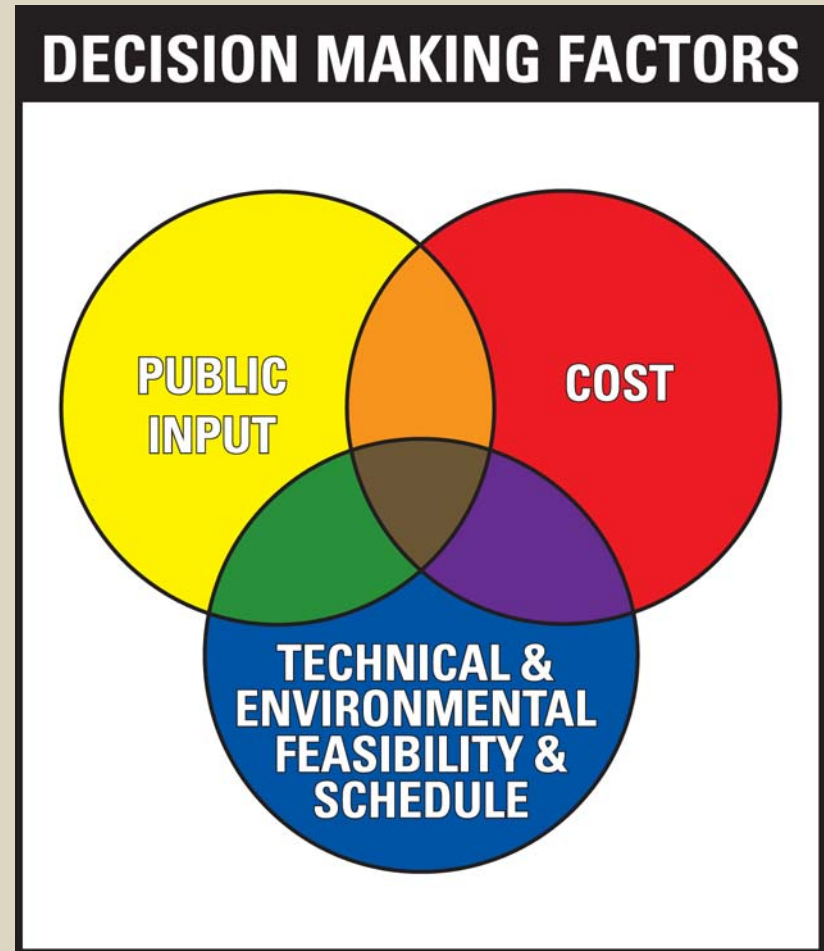 DECISION MAKING FACTORS
PUBLIC
INPUT
COST
TECHNICAL &
ENVIRONMENTAL
FEASIBILITY &
SCHEDULE